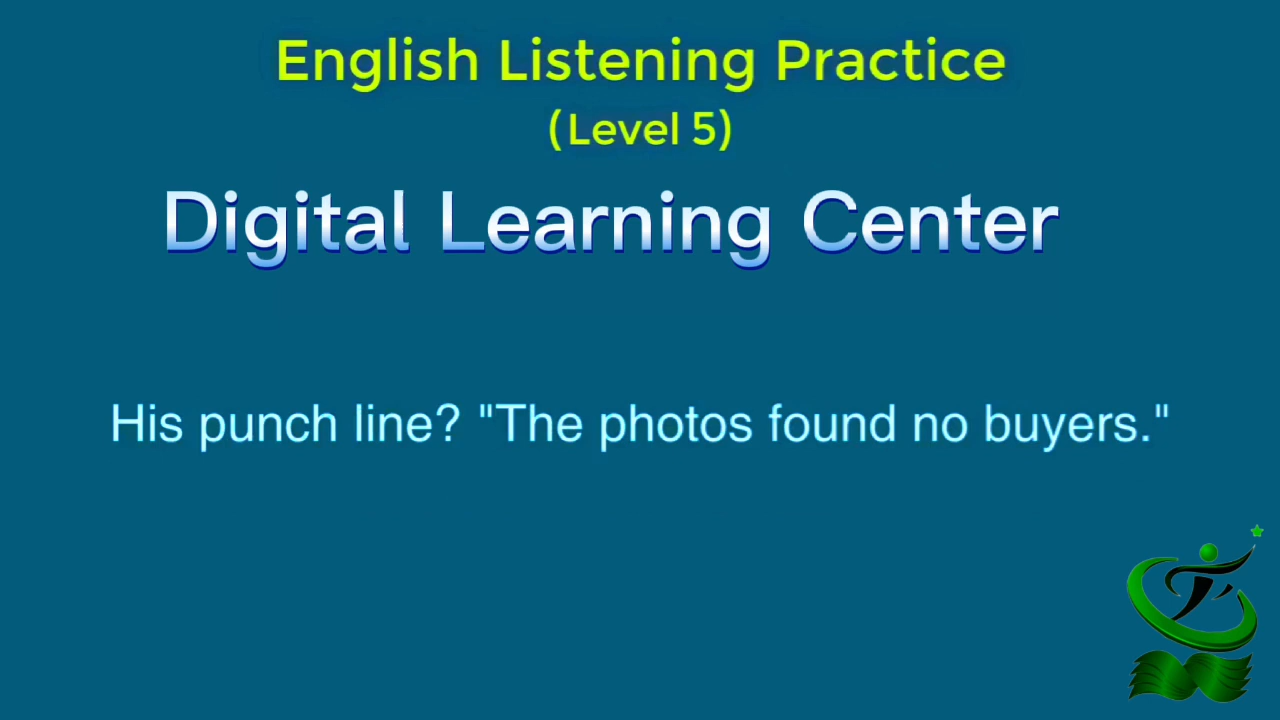 English Listening Practice
(Level 5)
Digital Learning Center
His punch line? "The photos found no buyers."